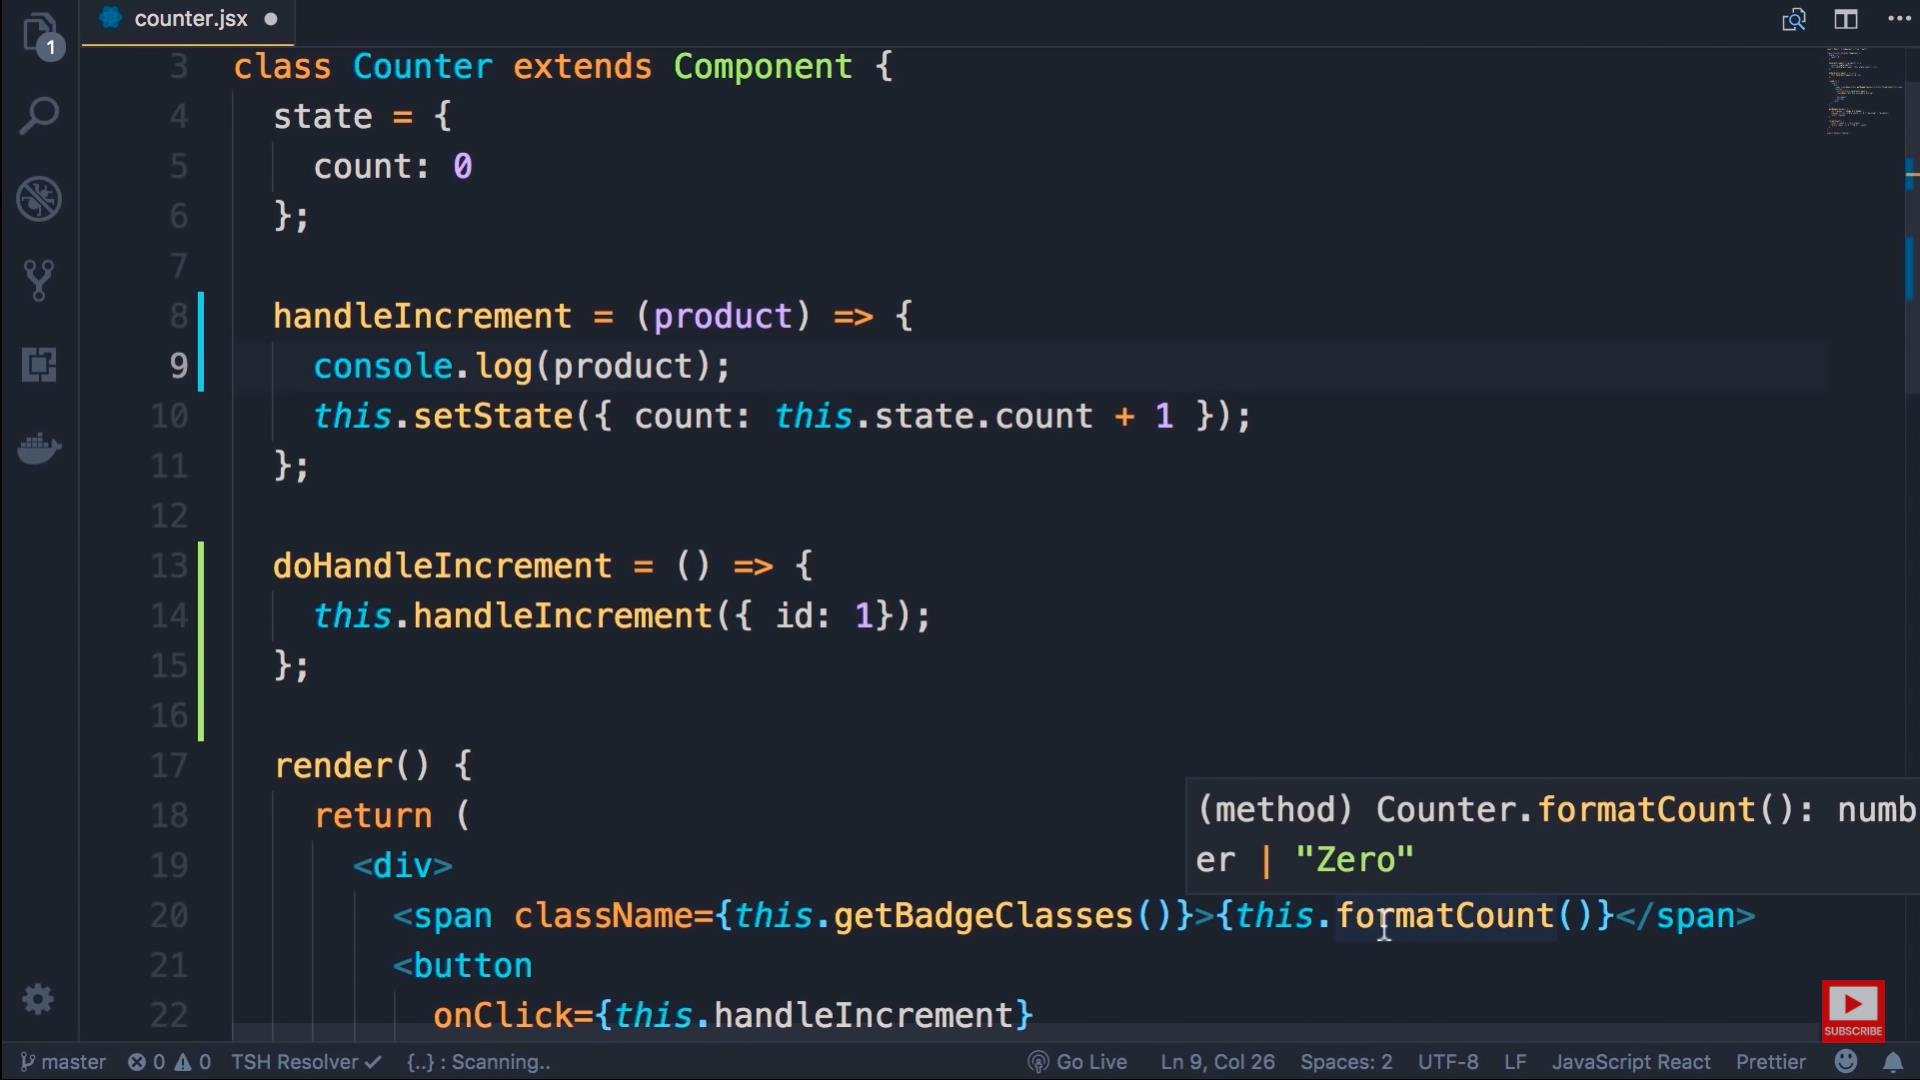 counter.jsx
1
3 class Counter extends Component {
4 state = {
5 count: 0
6 };
7
8 handleIncrement = (product) => {
9 console.log(product);
10 this.setState({ count: this.state.count + 1 });
11 };
12
13 doHandleIncrement = () => {
14 this.handleIncrement({ id: 1});
15 };
16
17 render() {
18 return (
(method) Counter.formatCount(): numb
er | "Zero"
19 <div>
20 <span className={this.getBadgeClasses()}>{this.formatCount()}</span>
21 <button
22 onClick={this.handleIncrement}
SUBSCRIBE
master 0 0 TSH Resolver ✓ {..} : Scanning.. Go Live Ln 9, Col 26 Spaces: 2 UTF-8 LF JavaScript React Prettier